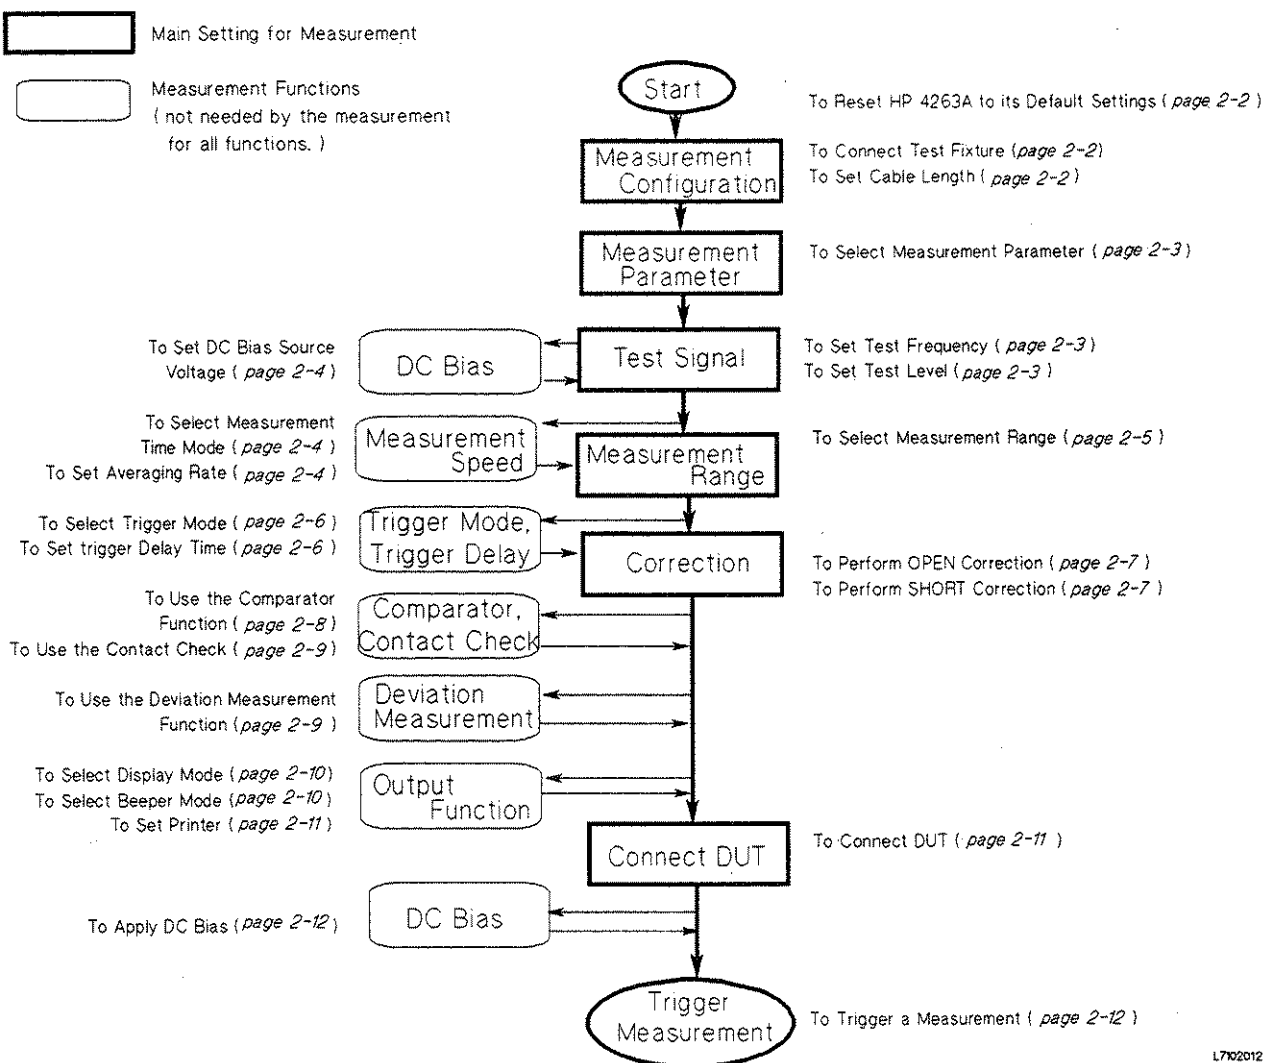 Main Setting for Measurement
Measurement Functions
( not needed by the measurement
for all functions. )
Start
To Reset HP 4263A to its Default Settings ( page 2-2 )
Measurement
Configuration
To Connect Test Fixture (page 2-2)
To Set Cable Length ( page 2-2 )
Measurement
Parameter
To Select Measurement Parameter ( page 2-3 )
To Set DC Bias Source
Voltage ( page 2-4 )
DC Bias
Test Signal
To Set Test Frequency ( page 2-3 )
To Set Test Level ( page 2-3 )
To Select Measurement
Time Mode ( page 2-4 )
To Set Averaging Rate ( page 2-4 )
Measurement
Speed
Measurement
Range
To Select Measurement Range ( page 2-5 )
To Select Trigger Mode ( page 2-6 )
To Set trigger Delay Time ( page 2-6 )
Trigger Mode,
Trigger Delay
Correction
To Perform OPEN Correction ( page 2-7 )
To Perform SHORT Correction ( page 2-7 )
To Use the Comparator
Function ( page 2-8 )
To Use the Contact Check ( page 2-9 )
Comparator,
Contact Check
To Use the Deviation Measurement
Function (page 2-9 )
Deviation
Measurement
To Select Display Mode ( page 2-10)
To Select Beeper Mode (page 2-10)
To Set Printer ( page 2-11 )
Output
Function
Connect DUT
To Connect DUT ( page 2-11 )
To Apply DC Bias ( page 2-12 )
DC Bias
Trigger
Measurement
To Trigger a Measurement ( page 2-12 )
L7102012